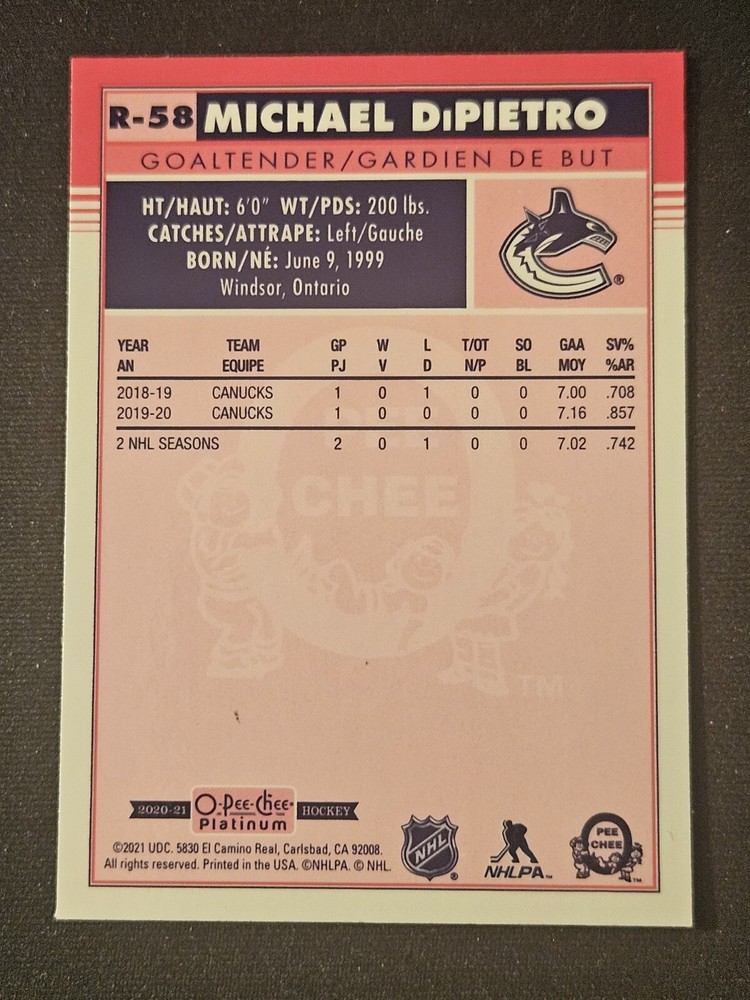 R-58 MICHAEL DiPIETRO
GOALTENDER/GARDIEN DE BUT
HT/HAUT: 6'0" WT/PDS: 200 lbs.
CATCHES/ATTRAPE: Left/Gauche
BORN/NÉ: June 9, 1999
Windsor, Ontario
®
YEAR TEAM GP W L T/OT SO GAA SV%
AN EQUIPE PJ V D N/P BL MOY %AR
2018-19 CANUCKS 1 0 1 0 0 7.00 .708
2019-20 CANUCKS 1 0 0 0 0 7.16 .857
2 NHL SEASONS 2 0 1 0 0 7.02 .742
PEE
CHEE
TM
2020-21 O-Pee-Chee HOCKEY
Platinum
©2021 UDC. 5830 El Camino Real, Carlsbad, CA 92008.
All rights reserved. Printed in the USA. ©NHLPA. © NHL.
NHL ®
NHLPA™
PEE
CHEE
TM